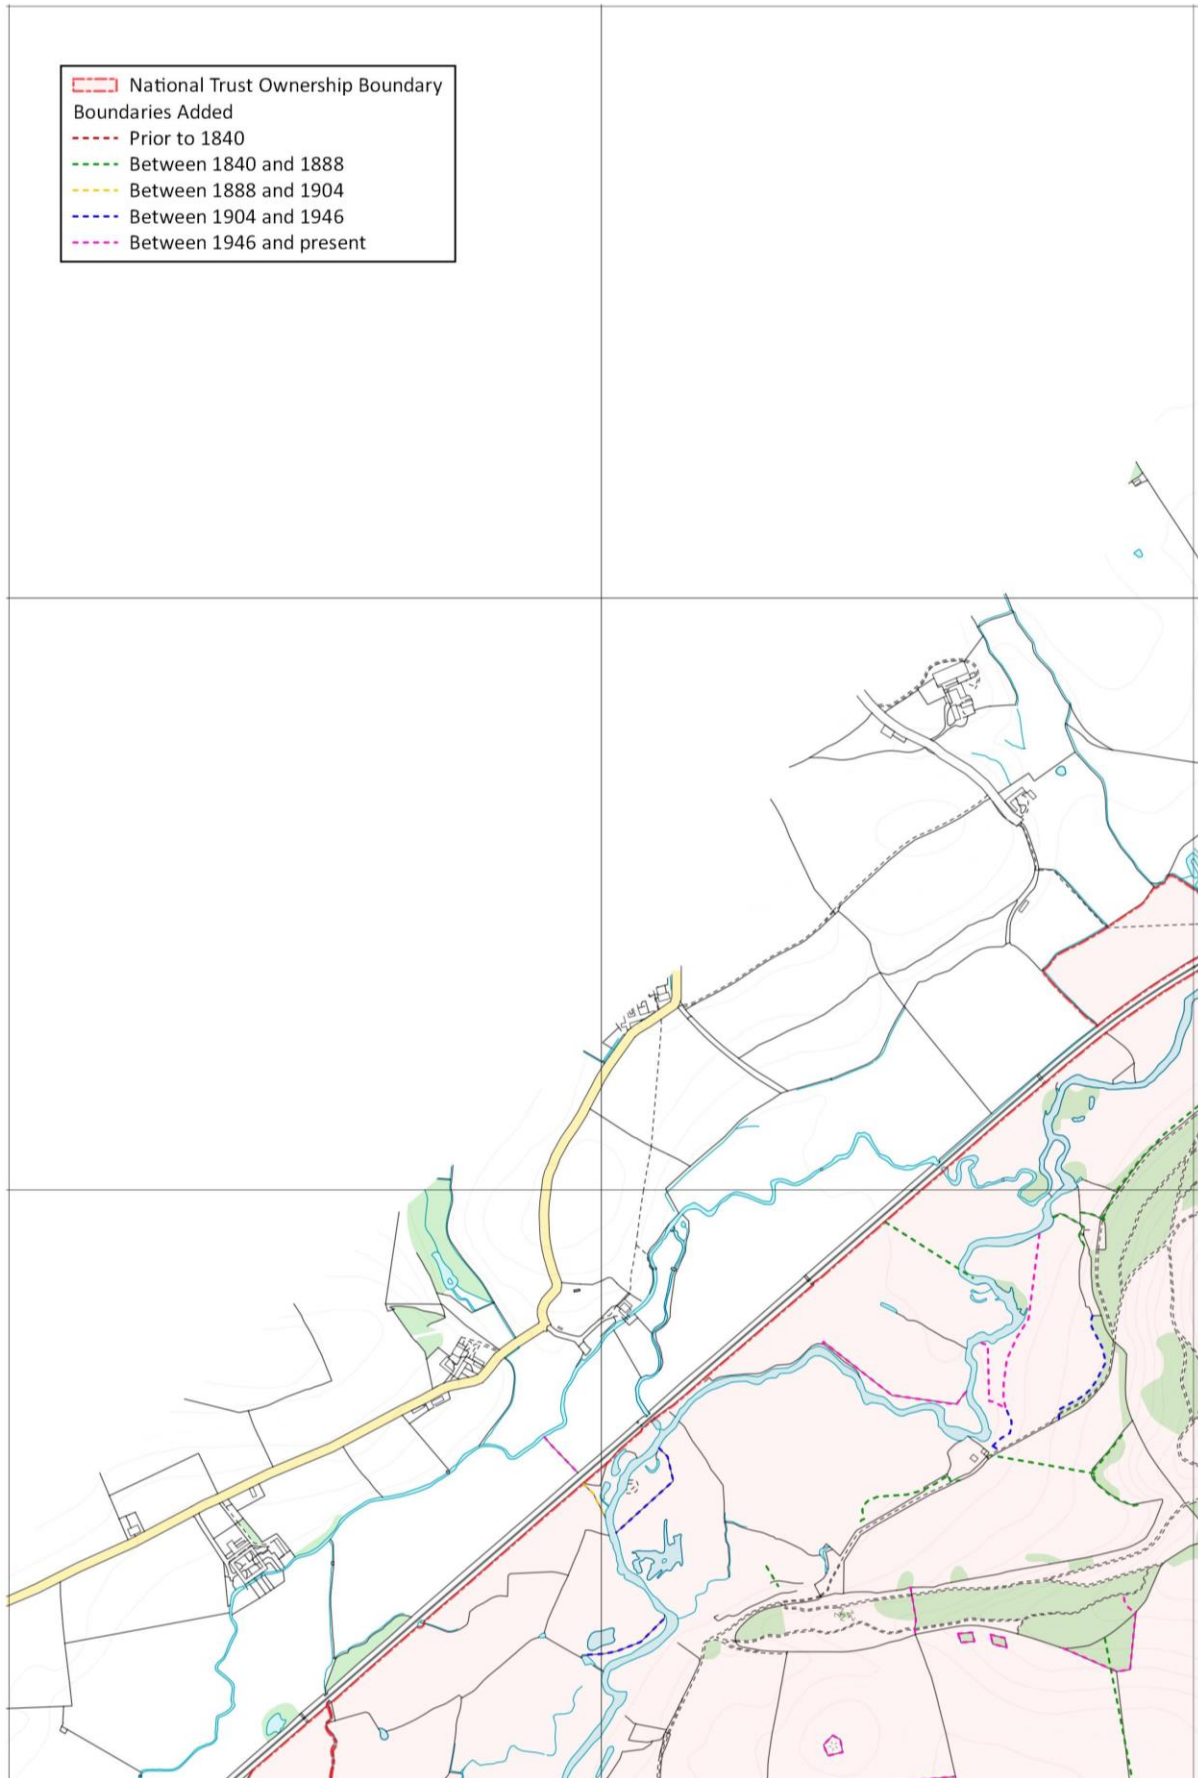 National Trust Ownership Boundary
Boundaries Added
Prior to 1840
Between 1840 and 1888
Between 1888 and 1904
Between 1904 and 1946
Between 1946 and present